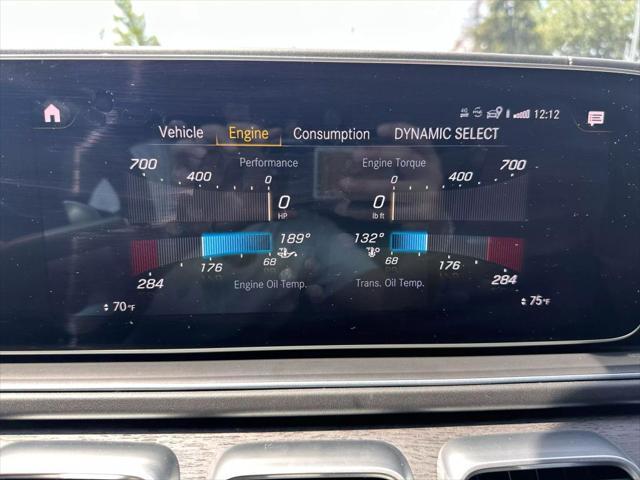 12:12
Vehicle Engine Consumption DYNAMIC SELECT
Performance Engine Torque
700 400 0 0 400 700
0 HP 0 lb ft
189° 132°
284 176 68 68 176 284
Engine Oil Temp. Trans. Oil Temp.
70 °F 75 °F